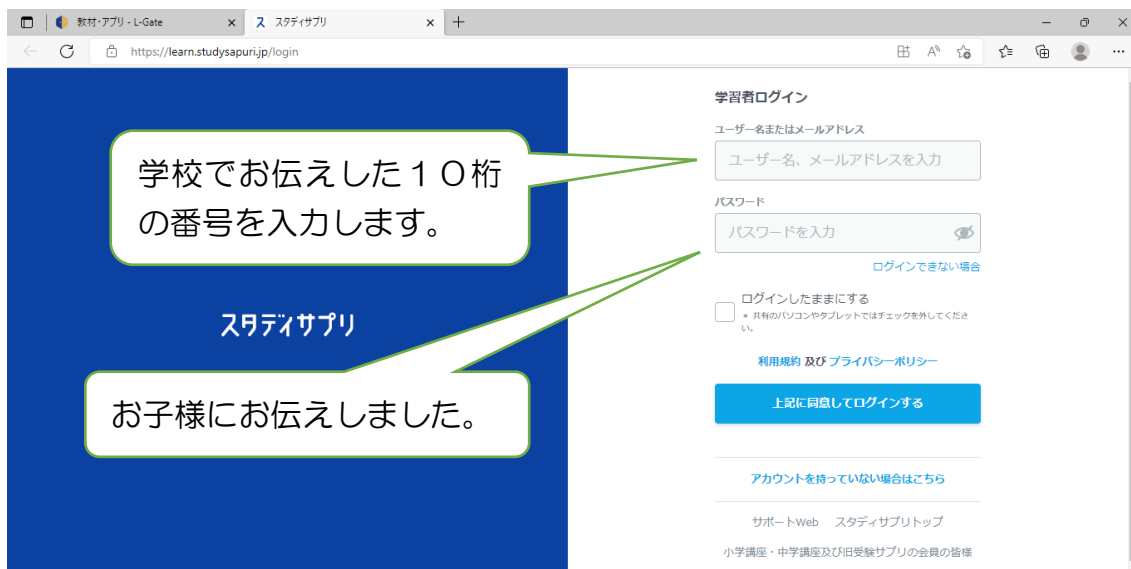 教材・アプリ - L-Gate
スタディサプリ
https://learn.studysapuri.jp/login
学習者ログイン
ユーザー名またはメールアドレス
ユーザー名、メールアドレスを入力
学校でお伝えした１０桁
の番号を入力します。
パスワード
パスワードを入力
ログインできない場合
ログインしたままにする
* 共有のパソコンやタブレットではチェックを外してくださ
い。
スタディサプリ
利用規約 及び プライバシーポリシー
お子様にお伝えしました。
上記に同意してログインする
アカウントを持っていない場合はこちら
サポートWeb スタディサプリトップ
小学講座・中学講座及び旧受験サプリの会員の皆様